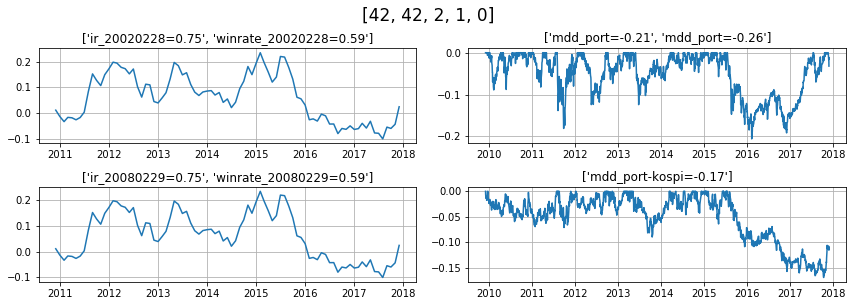 [42, 42, 2, 1, 0]
['ir_20020228=0.75', 'winrate_20020228=0.59']
0.2
0.1
0.0
−0.1
2011 2012 2013 2014 2015 2016 2017 2018
['mdd_port=-0.21', 'mdd_port=-0.26']
−0.0
−0.1
−0.2
2010 2011 2012 2013 2014 2015 2016 2017 2018
['ir_20080229=0.75', 'winrate_20080229=0.59']
0.2
0.1
0.0
−0.1
2011 2012 2013 2014 2015 2016 2017 2018
['mdd_port-kospi=-0.17']
0.00
−0.05
−0.10
−0.15
2010 2011 2012 2013 2014 2015 2016 2017 2018